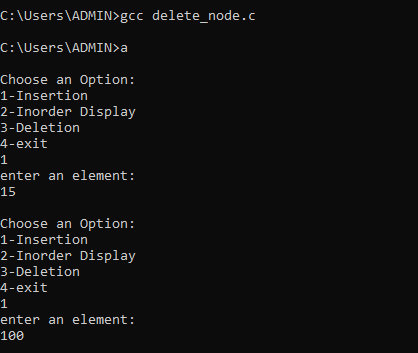 C:\Users\ADMIN>gcc delete_node.c
C:\Users\ADMIN>a
Choose an Option:
1-Insertion
2-Inorder Display
3-Deletion
4-exit
1
enter an element:
15
Choose an Option:
1-Insertion
2-Inorder Display
3-Deletion
4-exit
1
enter an element:
100